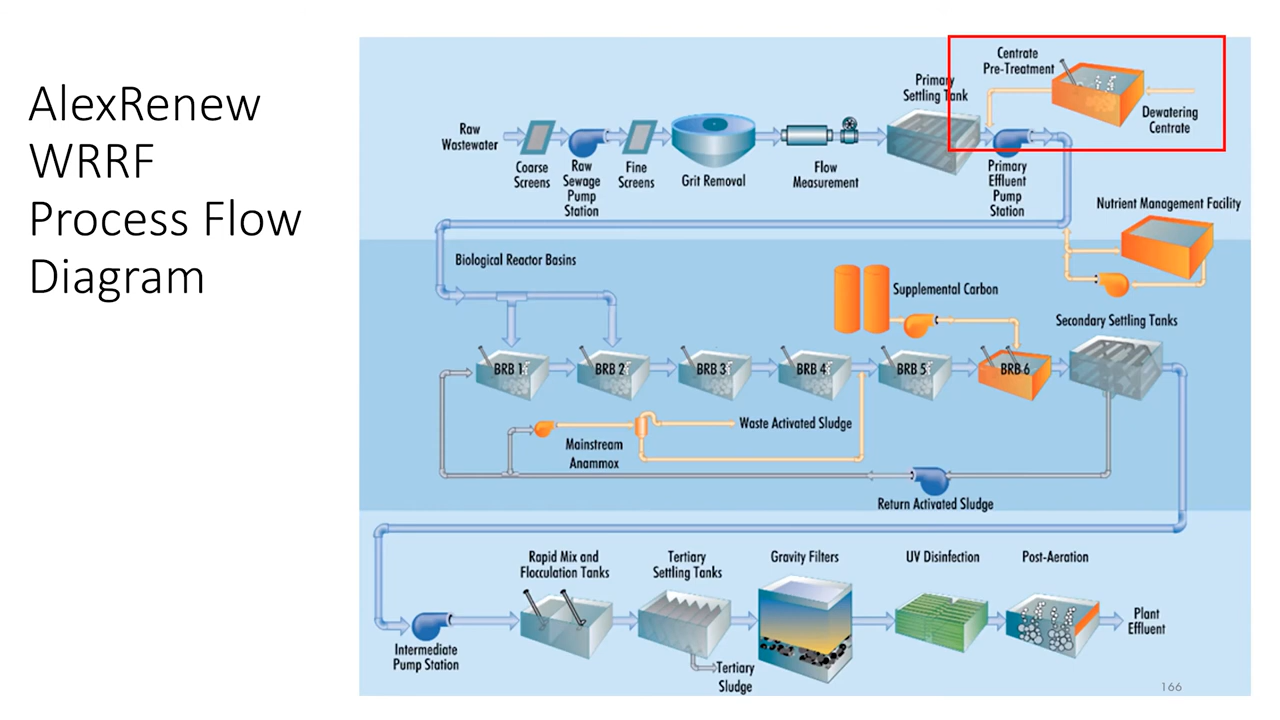 AlexRenew
WRRF
Process Flow
Diagram
Centrate
Pre-Treatment
Dewatering
Centrate
Primary
Settling Tank
Raw
Wastewater
Coarse
Screens
Raw
Sewage
Pump
Station
Fine
Screens
Grit Removal
Flow
Measurement
Primary
Effluent
Pump
Station
Nutrient Management Facility
Biological Reactor Basins
Supplemental Carbon
Secondary Settling Tanks
BRB 1
BRB 2
BRB 3
BRB 4
BRB 5
BRB 6
Waste Activated Sludge
Mainstream
Anammox
Return Activated Sludge
Rapid Mix and
Flocculation Tanks
Tertiary
Settling Tanks
Gravity Filters
UV Disinfection
Post-Aeration
Plant
Effluent
Intermediate
Pump Station
Tertiary
Sludge
166